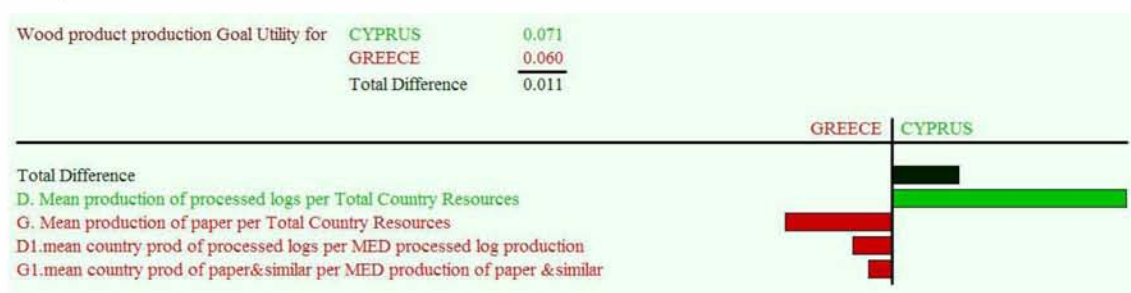 Wood product production Goal Utility for CYPRUS 0.071
GREECE 0.060
Total Difference 0.011
GREECE CYPRUS
Total Difference
D. Mean production of processed logs per Total Country Resources
G. Mean production of paper per Total Country Resources
D1.mean country prod of processed logs per MED processed log production
G1.mean country prod of paper&similar per MED production of paper &similar